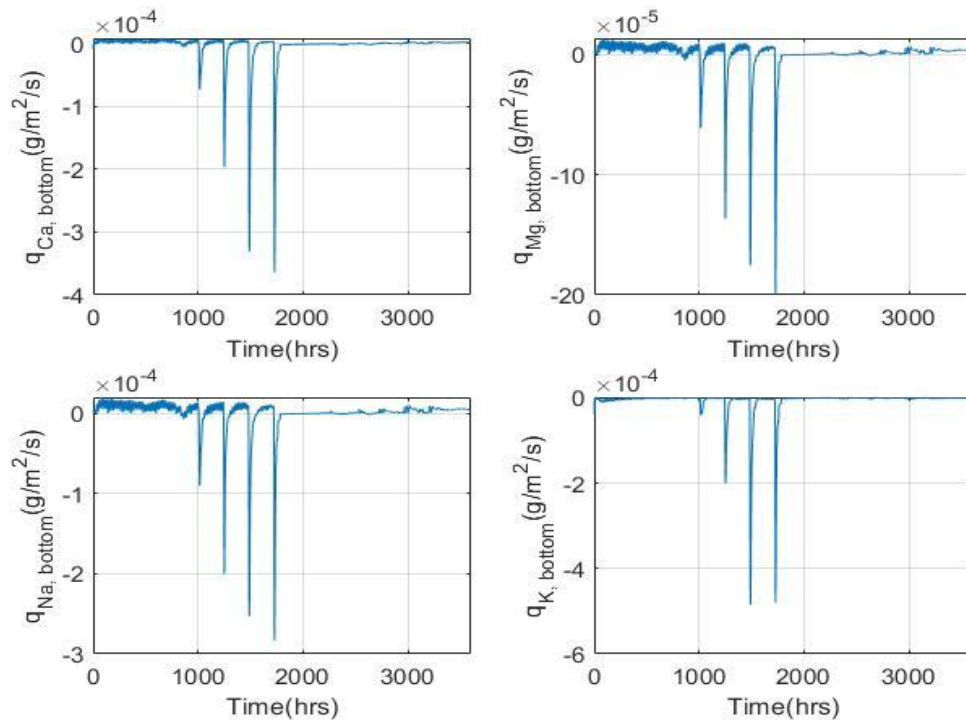 ×10⁻⁴
0
-1
-2
-3
-4
q_Ca, bottom(g/m²/s)
0 1000 2000 3000
Time(hrs)
×10⁻⁵
0
-10
-20
q_Mg, bottom(g/m²/s)
0 1000 2000 3000
Time(hrs)
×10⁻⁴
0
-1
-2
-3
q_Na, bottom(g/m²/s)
0 1000 2000 3000
Time(hrs)
×10⁻⁴
0
-2
-4
-6
q_K, bottom(g/m²/s)
0 1000 2000 3000
Time(hrs)